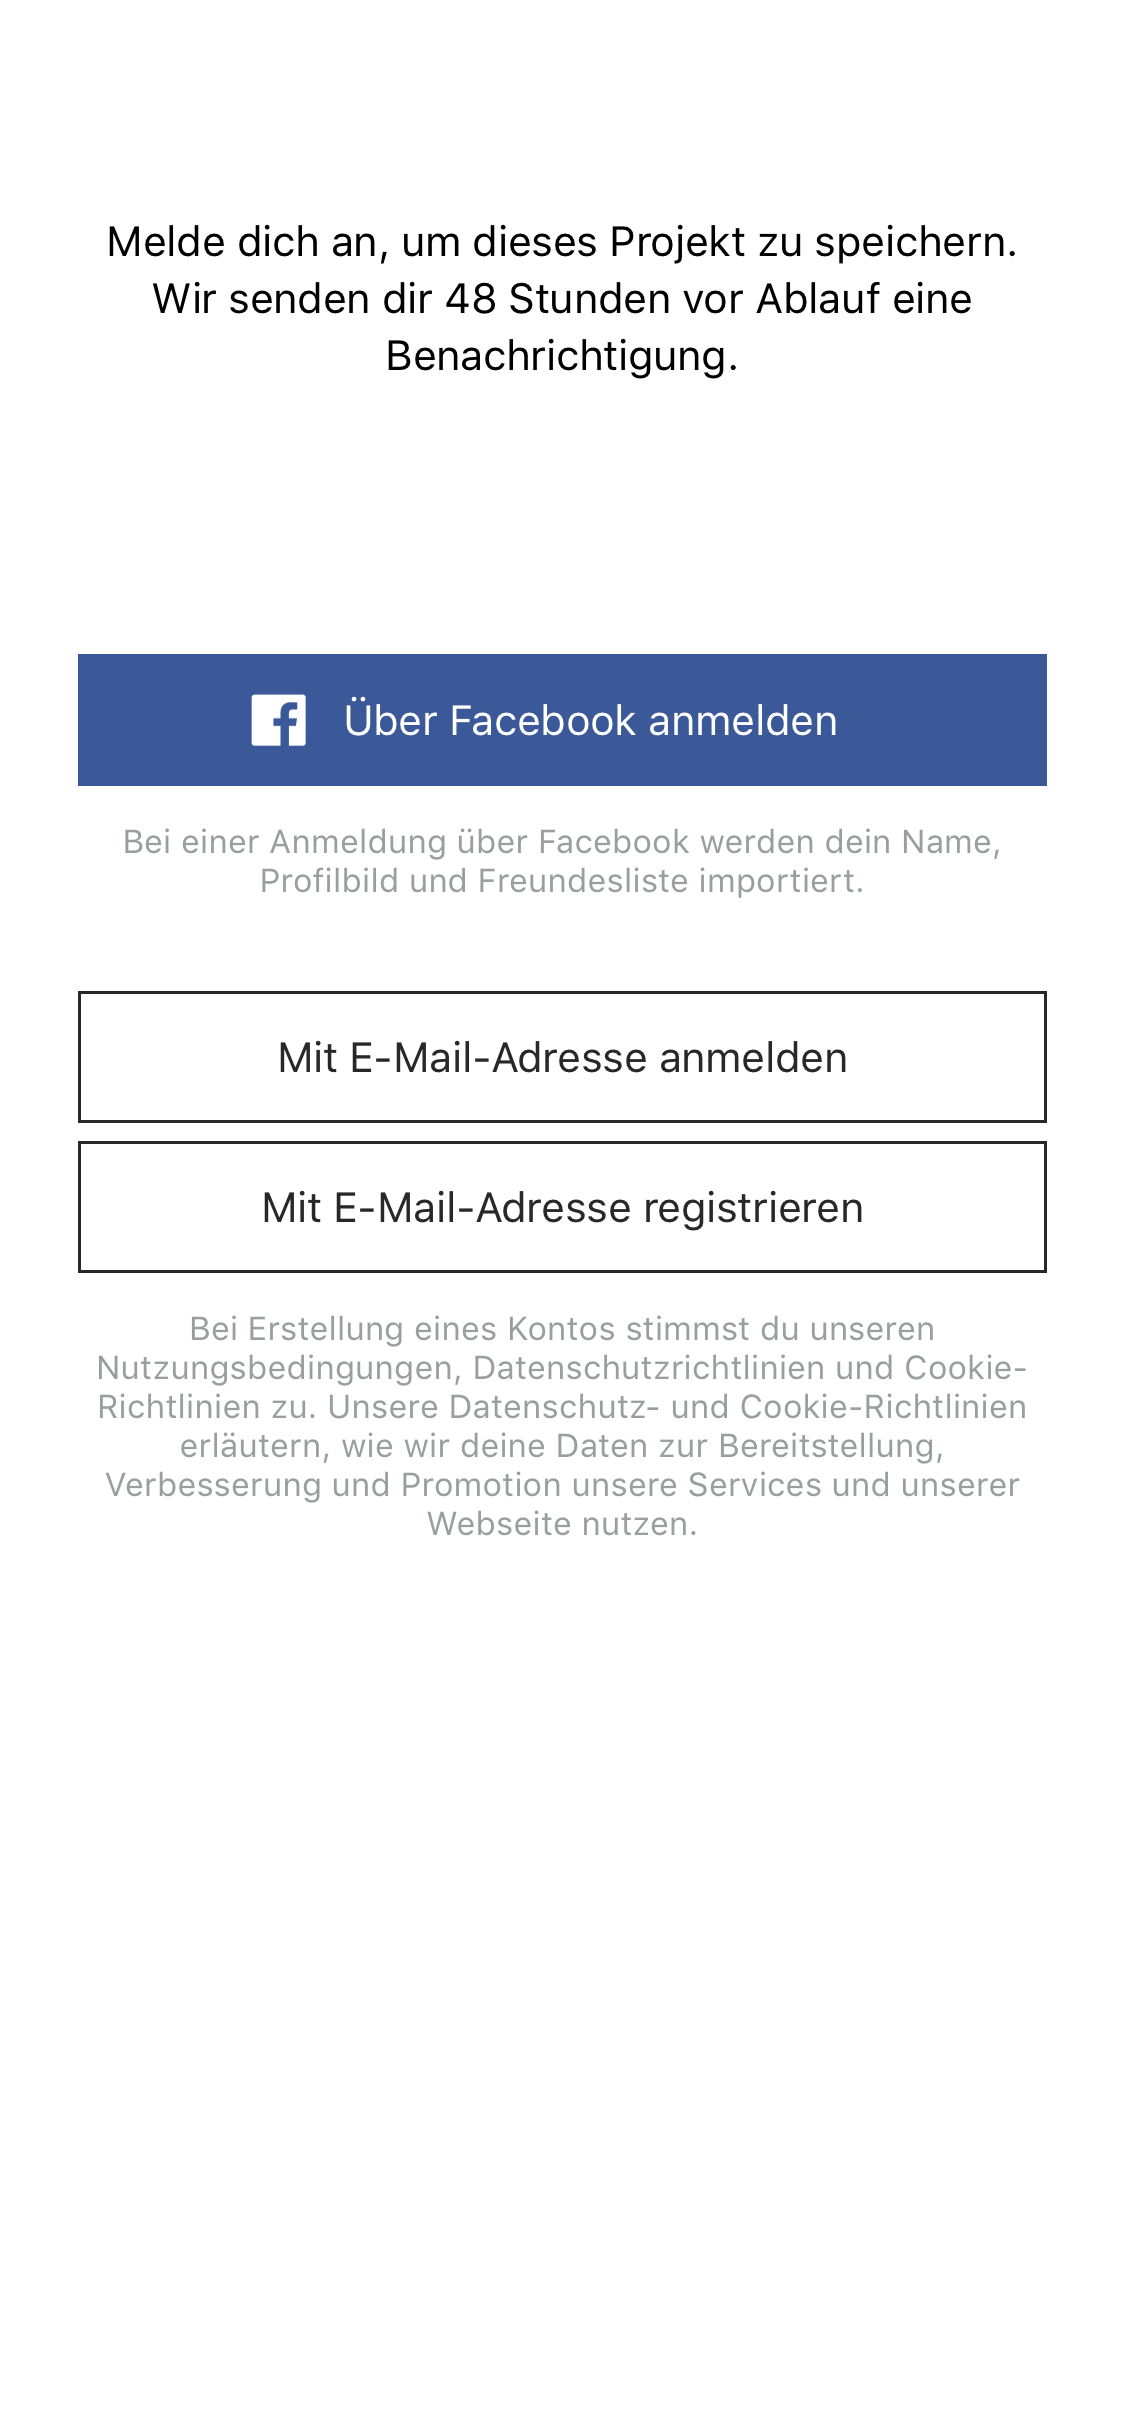 Melde dich an, um dieses Projekt zu speichern.
Wir senden dir 48 Stunden vor Ablauf eine
Benachrichtigung.
Über Facebook anmelden
Bei einer Anmeldung über Facebook werden dein Name,
Profilbild und Freundesliste importiert.
Mit E-Mail-Adresse anmelden
Mit E-Mail-Adresse registrieren
Bei Erstellung eines Kontos stimmst du unseren
Nutzungsbedingungen, Datenschutzrichtlinien und Cookie-
Richtlinien zu. Unsere Datenschutz- und Cookie-Richtlinien
erläutern, wie wir deine Daten zur Bereitstellung,
Verbesserung und Promotion unsere Services und unserer
Webseite nutzen.